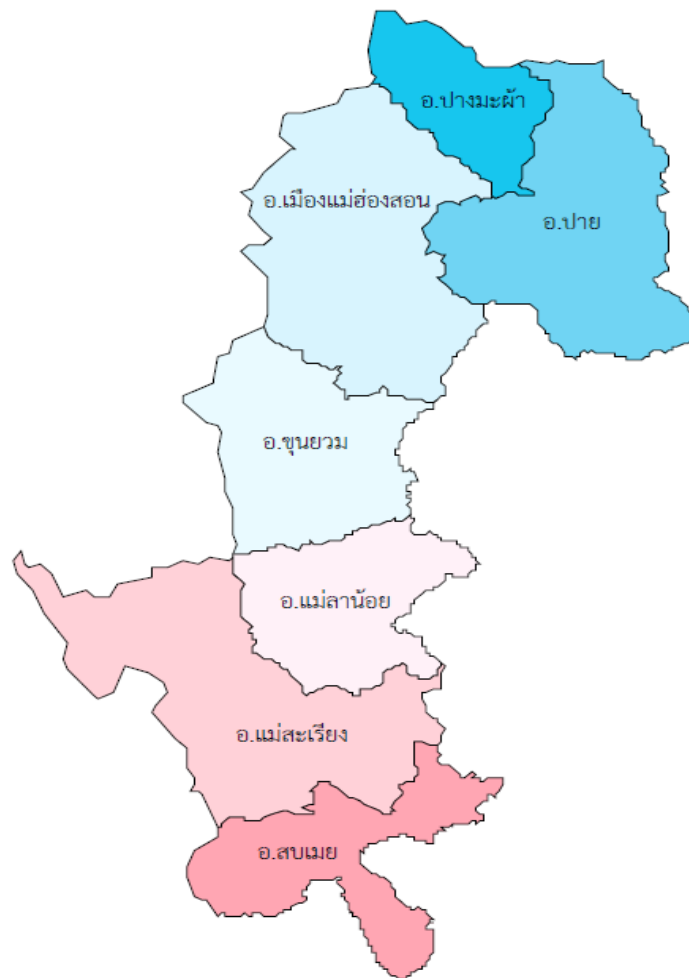 อ.ปางมะผ้า
อ.เมืองแม่ฮ่องสอน
อ.ปาย
อ.ขุนยวม
อ.แม่ลาน้อย
อ.แม่สะเรียง
อ.สบเมย